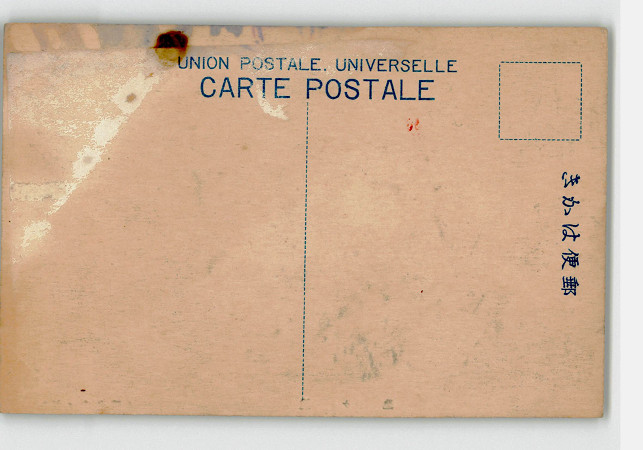 UNION POSTALE. UNIVERSELLE
CARTE POSTALE
きかは便郵